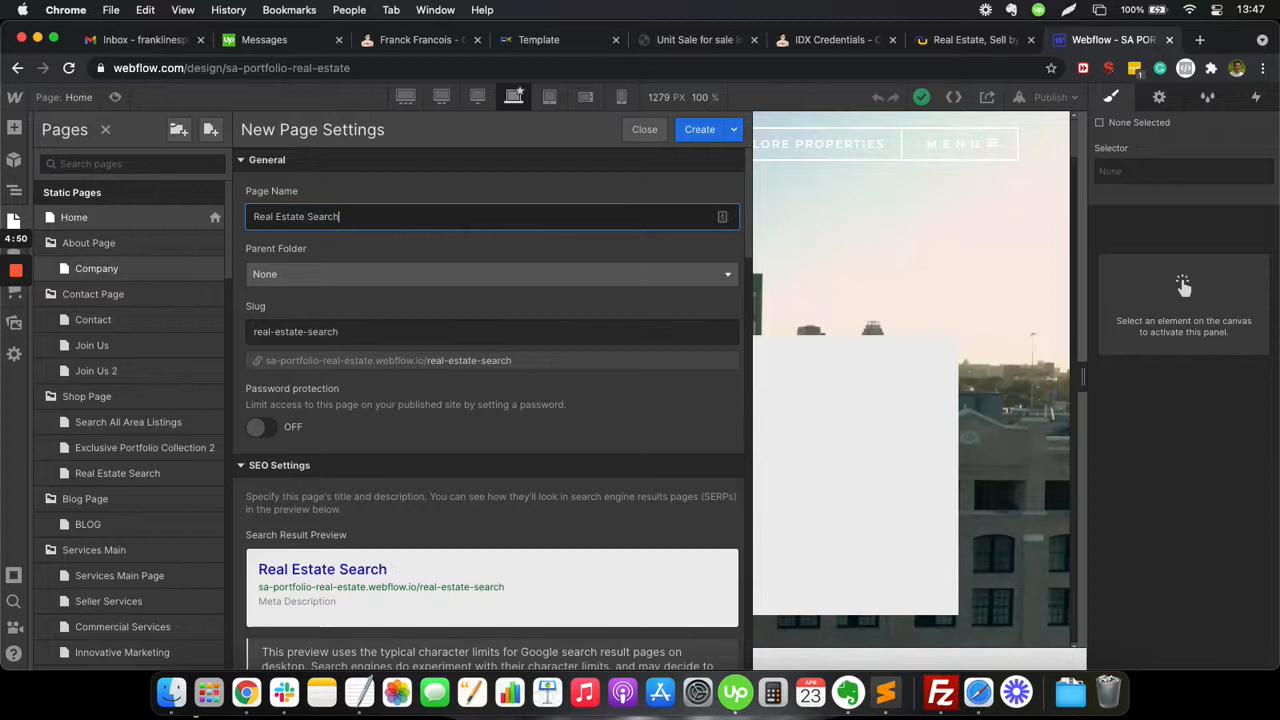 Chrome File Edit View History Bookmarks People Tab Window Help 100% 13:47
Inbox - franklinesp Messages Franck Francois - Template Unit Sale for sale in IDX Credentials - Real Estate, Sell by Webflow - SA POR
webflow.com/design/sa-portfolio-real-estate
Page: Home 1279 PX 100 % Publish
Pages
Search pages
Static Pages
Home
About Page
4:50
Company
Contact Page
Contact
Join Us
Join Us 2
Shop Page
Search All Area Listings
Exclusive Portfolio Collection 2
Real Estate Search
Blog Page
BLOG
Services Main
Services Main Page
Seller Services
Commercial Services
Innovative Marketing
New Page Settings Close Create
General
Page Name
Real Estate Search
Parent Folder
None
Slug
real-estate-search
sa-portfolio-real-estate.webflow.io/real-estate-search
Password protection
Limit access to this page on your published site by setting a password.
OFF
SEO Settings
Specify this page's title and description. You can see how they'll look in search engine results pages (SERPs)
in the preview below.
Search Result Preview
Real Estate Search
sa-portfolio-real-estate.webflow.io/real-estate-search
Meta Description
This preview uses the typical character limits for Google search result pages on
desktop. Search engines do experiment with their character limits, and may decide to
LORE PROPERTIES MENU
None Selected
Selector
None
Select an element on the canvas
to activate this panel.
Up
APR
23